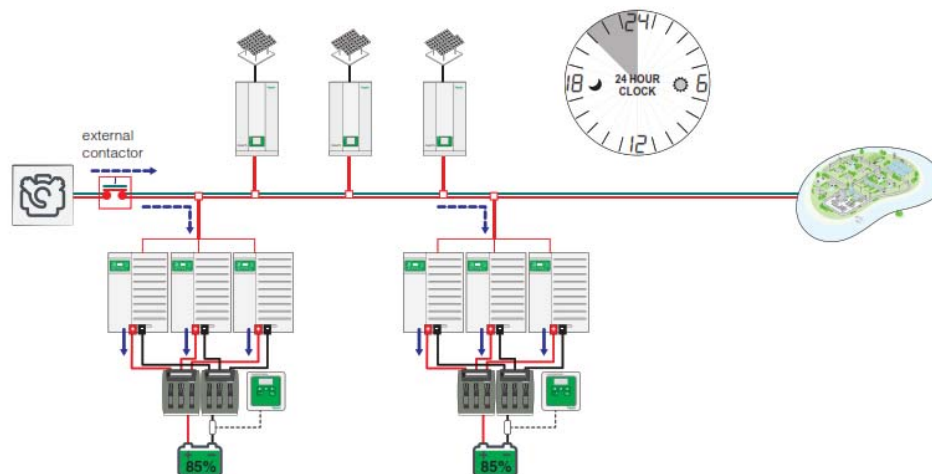 24
18
24 HOUR
CLOCK
6
12
external
contactor
+ -
85%
+ -
85%